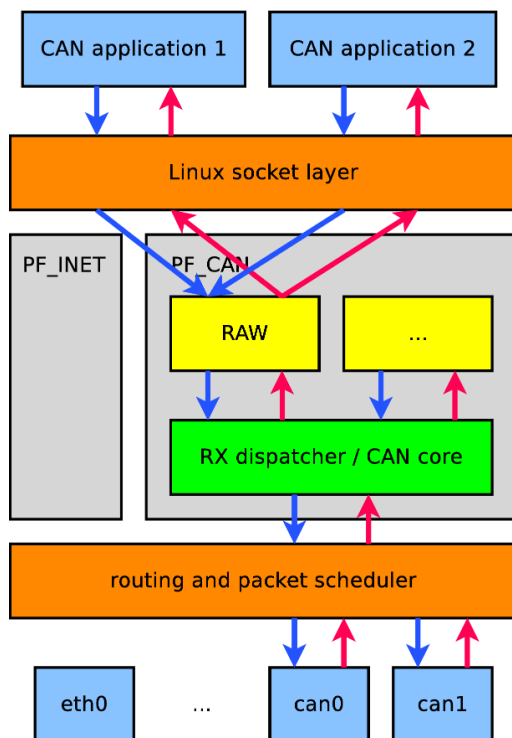 CAN application 1
CAN application 2
Linux socket layer
PF_INET
PF_CAN
RAW
...
RX dispatcher / CAN core
routing and packet scheduler
eth0
...
can0
can1